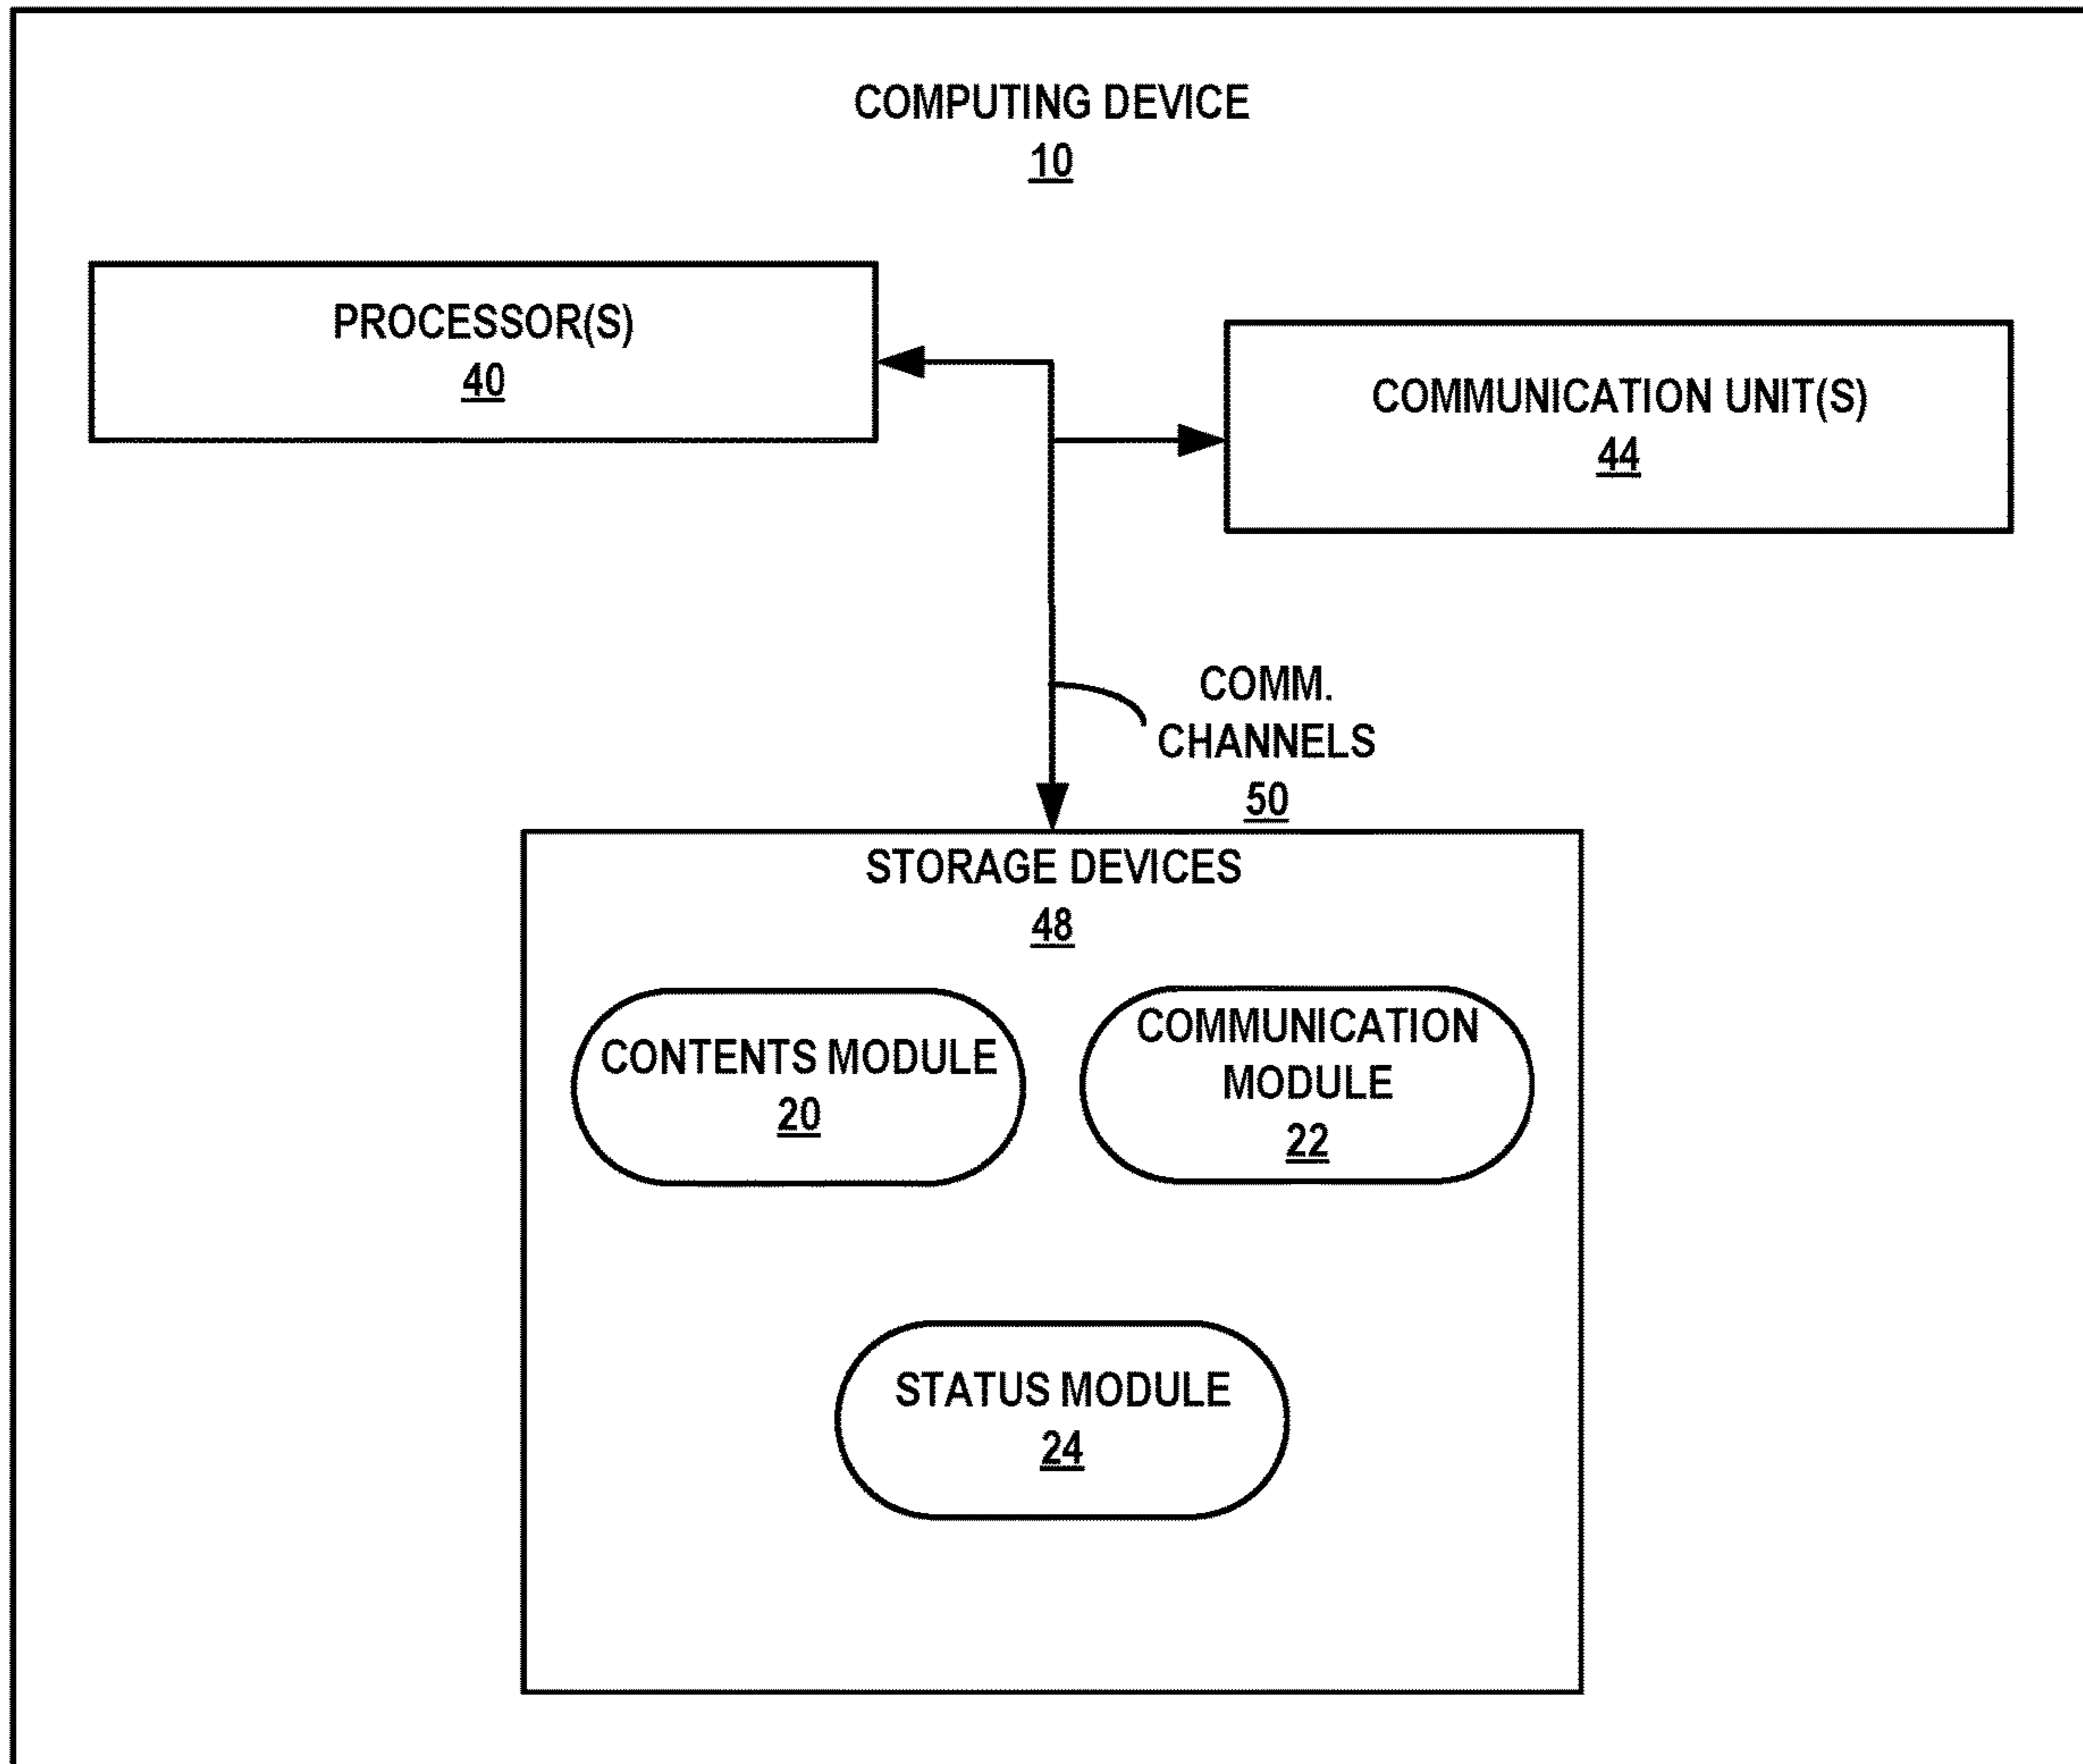 COMPUTING DEVICE
10
PROCESSOR(S)
40
COMMUNICATION UNIT(S)
44
COMM.
CHANNELS
50
STORAGE DEVICES
48
CONTENTS MODULE
20
COMMUNICATION
MODULE
22
STATUS MODULE
24